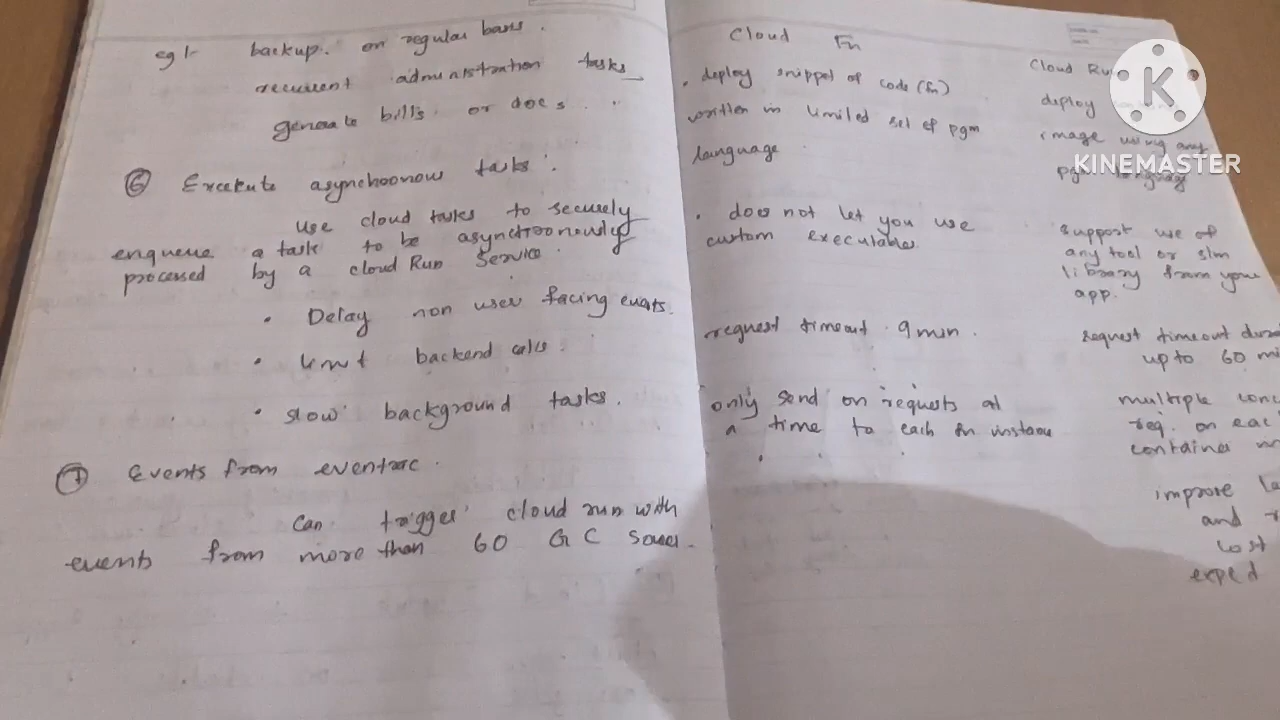 eg :- backup. on regular basis.
recurrent administration tasks
generate bills or docs.
⑥ Execute asynchronous tasks.
use cloud tasks to securely
enqueue a task to be asynchronously
processed by a cloud Run Service.
• Delay non user facing events.
• limit backend calls.
• slow background tasks.
⑦ Events from eventarc.
can trigger cloud run with
events from more than 60 GC
Cloud Fn
• deploy snippet of code (fn)
written in limited set of pgm
language.
• does not let you use
custom executables
request timeout 9 min.
only send on requests at
a time to each fn instance
Cloud Ru
deploy
image using any
support use of
any tool or
library from your
app.
request timeout
up to 60 mi
multiple conc
req. on eac
container
improve la
and
cost
KINEMASTER